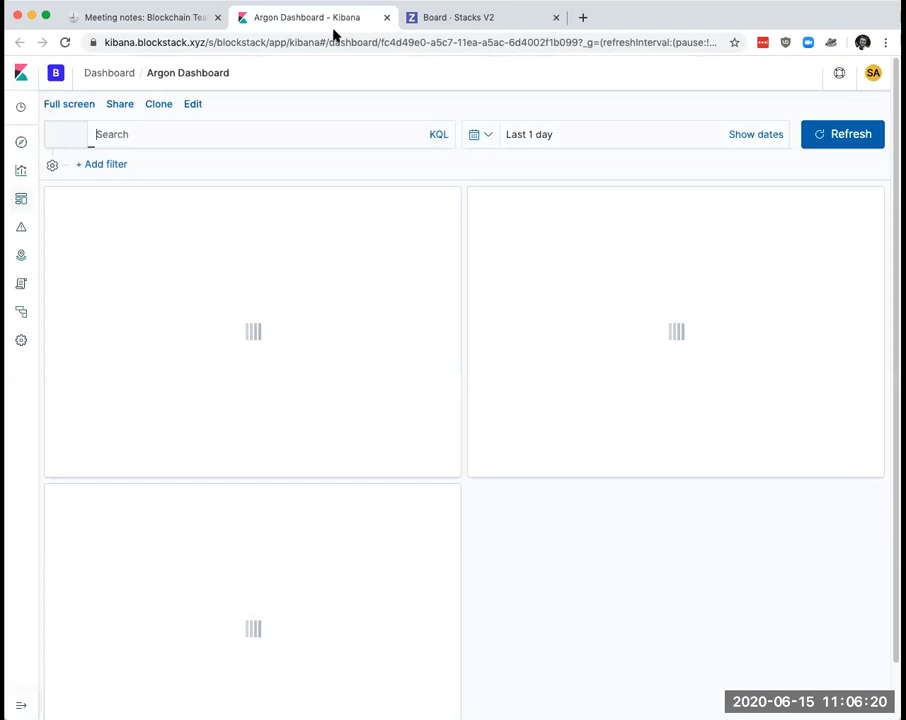 Meeting notes: Blockchain Tea
Argon Dashboard - Kibana
Z
Board - Stacks V2
kibana.blockstack.xyz/s/blockstack/app/kibana#/dashboard/fc4d49e0-a5c7-11ea-a5ac-6d4002f1b099?_g=(refreshInterval:(pause:!...
B
Dashboard
Argon Dashboard
SA
Full screen
Share
Clone
Edit
Search
KQL
Last 1 day
Show dates
Refresh
+ Add filter
2020-06-15 11:06:20